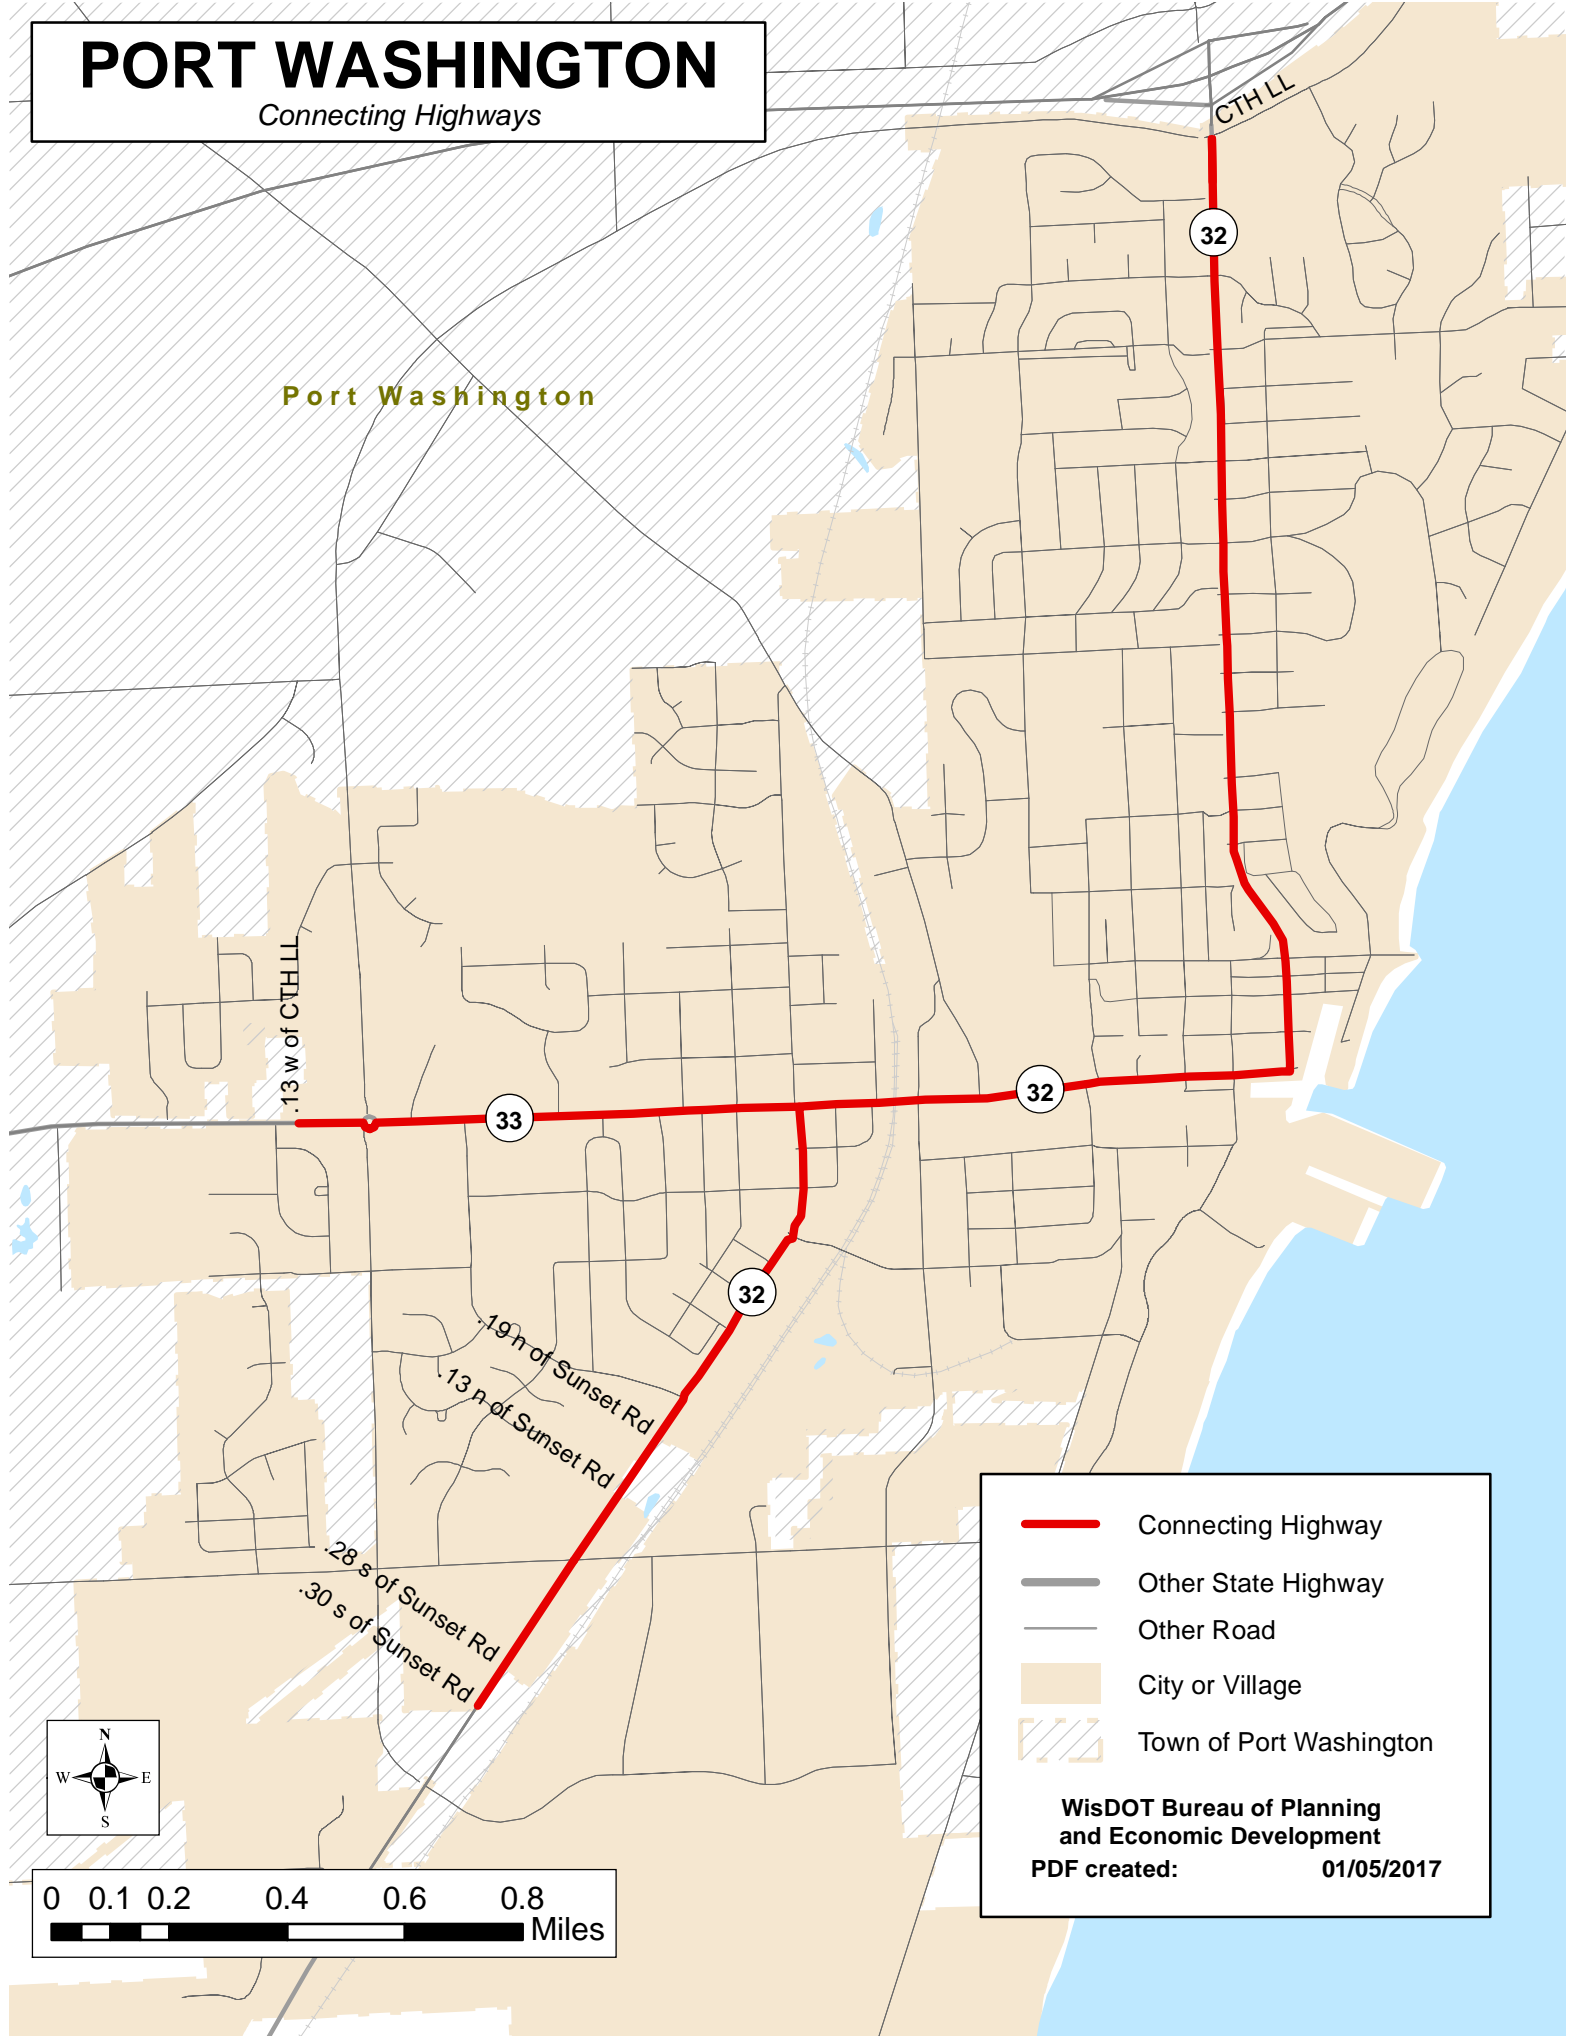 PORT WASHINGTON
Connecting Highways
CTH LL
32
Port Washington
.13 w of CTH LL
33
32
32
.19 n of Sunset Rd
.13 n of Sunset Rd
.28 s of Sunset Rd
.30 s of Sunset Rd
Connecting Highway
Other State Highway
Other Road
City or Village
Town of Port Washington
WisDOT Bureau of Planning
and Economic Development
PDF created: 01/05/2017
N
W E
S
0 0.1 0.2 0.4 0.6 0.8
Miles